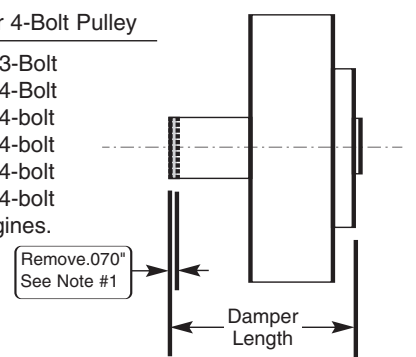 r 4-Bolt Pulley
3-Bolt
4-Bolt
4-bolt
4-bolt
4-bolt
4-bolt
gines.
Remove.070"
See Note #1
Damper
Length